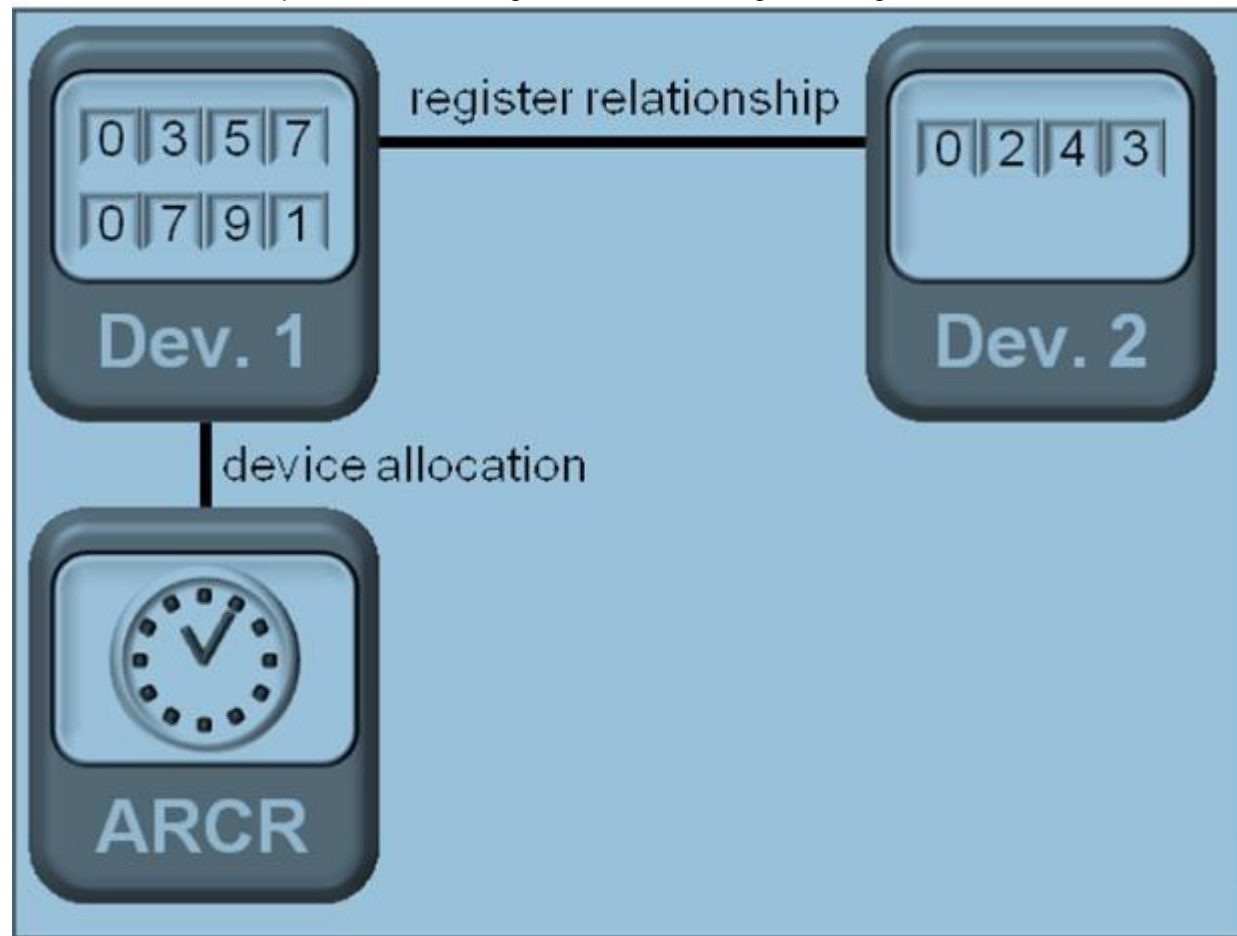 register relationship
0 3 5 7
0 7 9 1
0 2 4 3
Dev. 1
Dev. 2
device allocation
ARCR